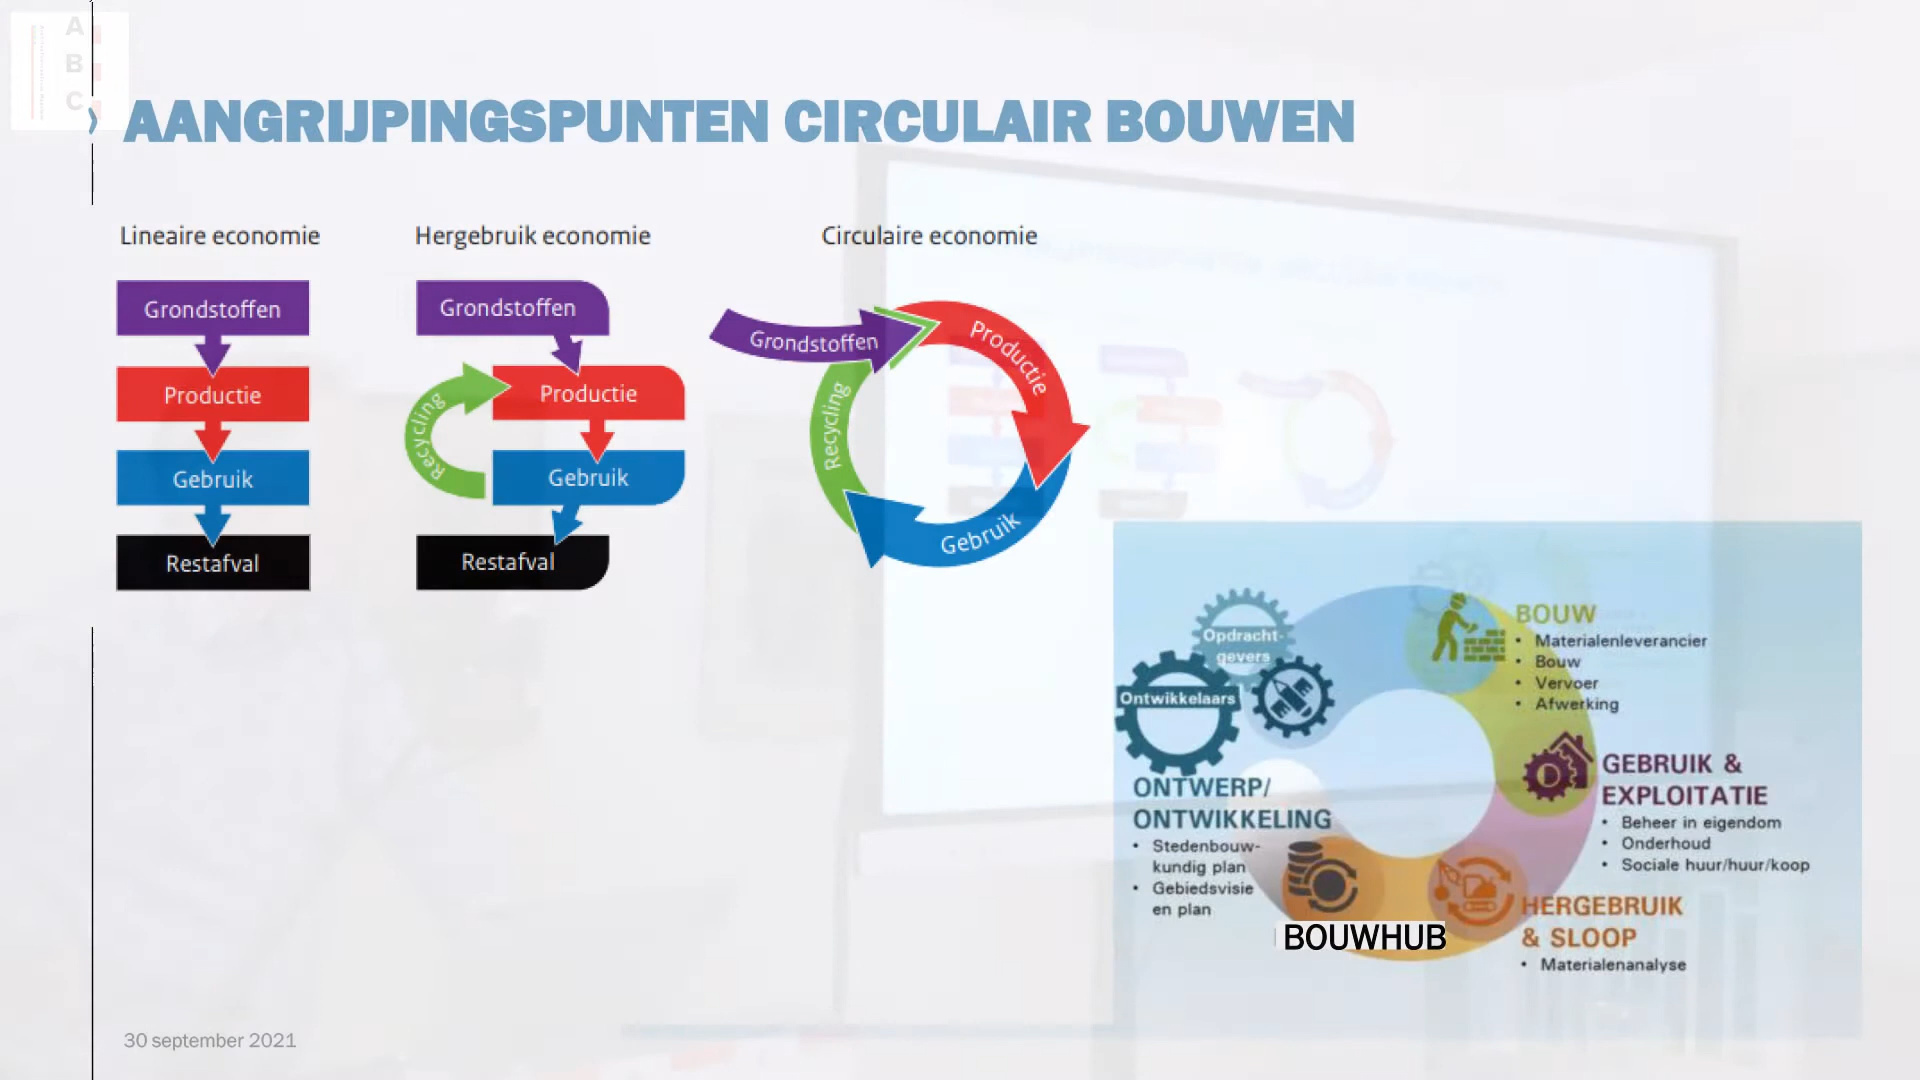 A
B
C
AANGRIJPINGSPUNTEN CIRCULAIR BOUWEN
Lineaire economie
Grondstoffen
Productie
Gebruik
Restafval
Hergebruik economie
Grondstoffen
Productie
Recycling
Gebruik
Restafval
Circulaire economie
Grondstoffen
Productie
Recycling
Gebruik
Opdracht-
gevers
Ontwikkelaars
ONTWERP/
ONTWIKKELING
• Stedenbouw-
kundig plan
• Gebiedsvisie
en plan
BOUW
• Materialenleverancier
• Bouw
• Vervoer
• Afwerking
GEBRUIK &
EXPLOITATIE
• Beheer in eigendom
• Onderhoud
• Sociale huur/huur/koop
HERGEBRUIK
& SLOOP
• Materialenanalyse
BOUWHUB
30 september 2021